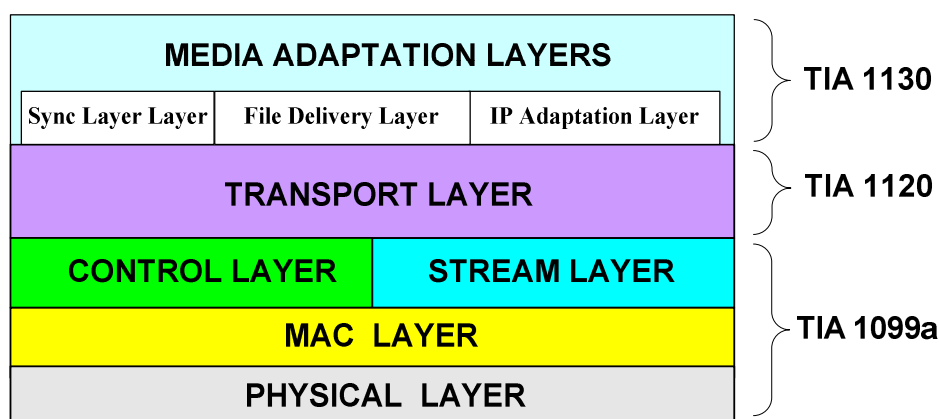 MEDIA ADAPTATION LAYERS
TIA 1130
Sync Layer Layer
File Delivery Layer
IP Adaptation Layer
TRANSPORT LAYER
TIA 1120
CONTROL LAYER
STREAM LAYER
MAC LAYER
TIA 1099a
PHYSICAL LAYER